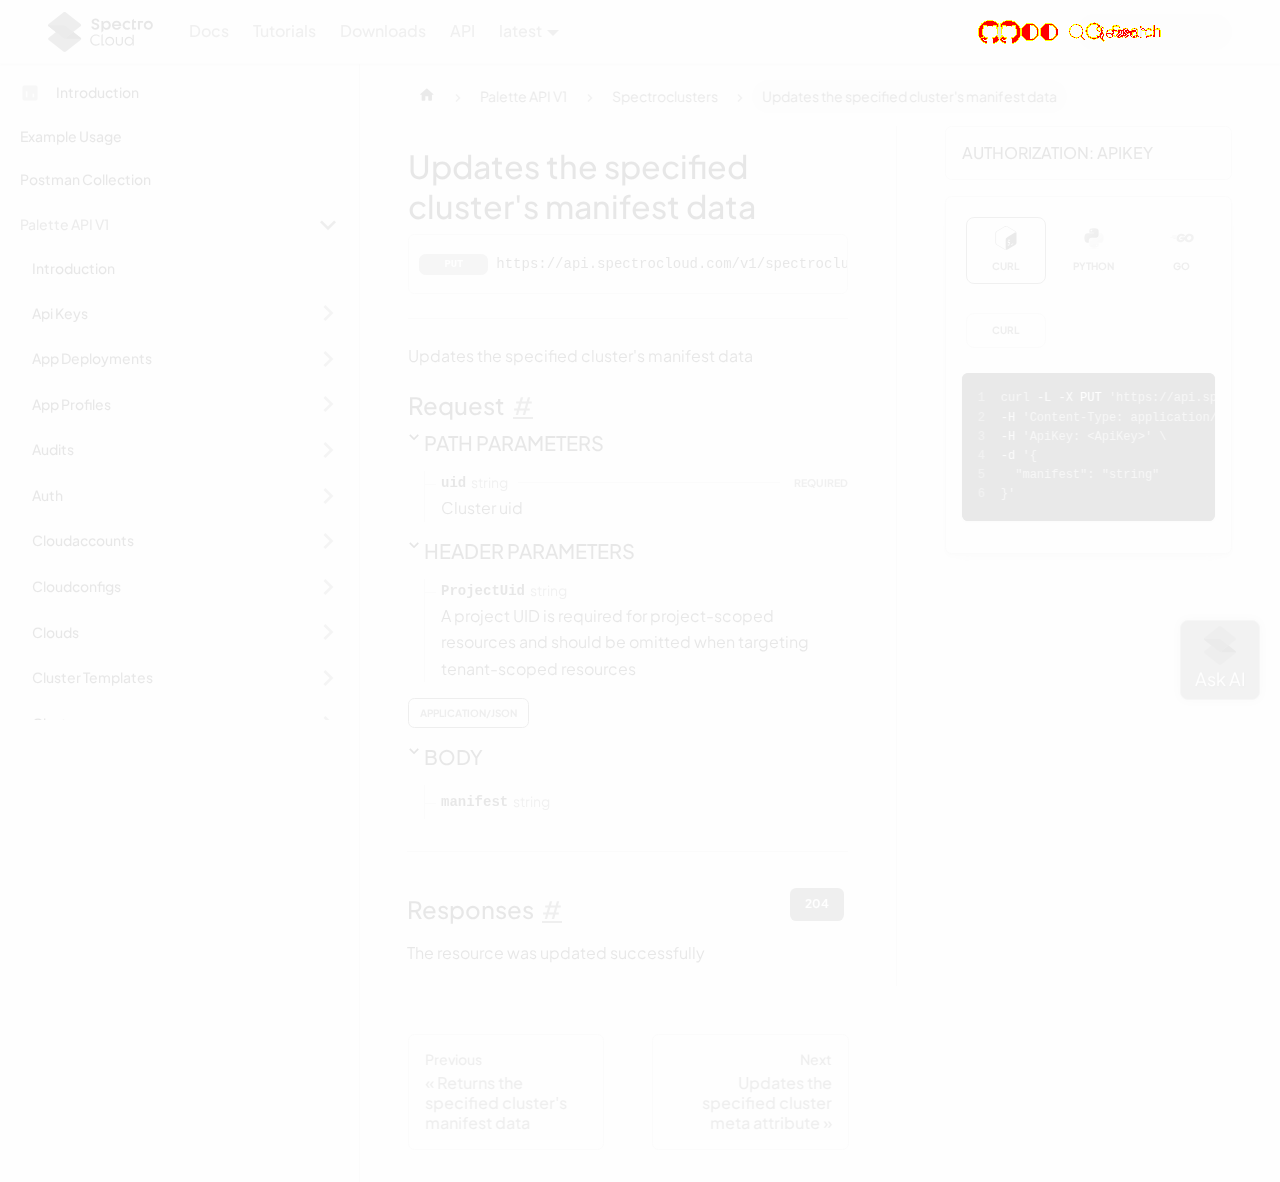 Spectro Cloud
Docs
Tutorials
Downloads
API
latest
Introduction
Example Usage
Postman Collection
Palette API V1
Introduction
Api Keys
App Deployments
App Profiles
Audits
Auth
Cloudaccounts
Cloudconfigs
Clouds
Cluster Templates
Palette API V1
Spectroclusters
Updates the specified cluster's manifest data
Updates the specified
cluster's manifest data
PUT
https://api.spectrocloud.com/v1/spectroclu
Updates the specified cluster's manifest data
Request #
PATH PARAMETERS
uid string
REQUIRED
Cluster uid
HEADER PARAMETERS
ProjectUid string
A project UID is required for project-scoped
resources and should be omitted when targeting
tenant-scoped resources
APPLICATION/JSON
BODY
manifest string
Responses #
204
The resource was updated successfully
Previous
« Returns the
specified cluster's
manifest data
Next
Updates the
specified cluster
meta attribute »
AUTHORIZATION: APIKEY
CURL
PYTHON
GO
GO
CURL
1 curl -L -X PUT 'https://api.sp
2 -H 'Content-Type: application/
3 -H 'ApiKey: <ApiKey>' \
4 -d '{
5 "manifest": "string"
6 }'
Ask AI